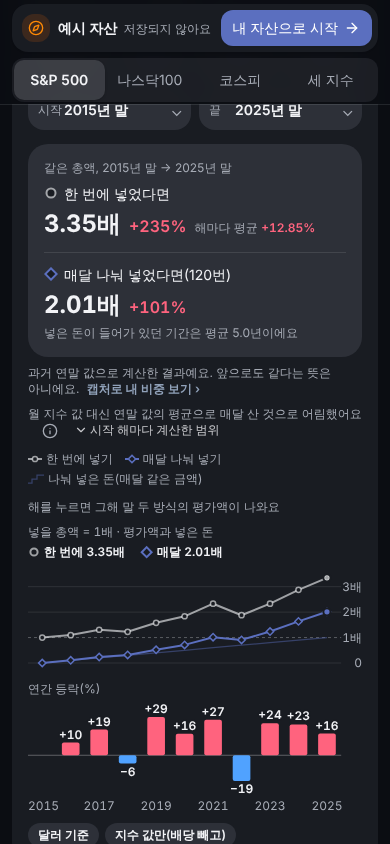 예시 자산 저장되지 않아요 내 자산으로 시작 →
S&P 500 나스닥100 코스피 세 지수
시작 2015년 말 끝 2025년 말
같은 총액, 2015년 말 → 2025년 말
한 번에 넣었다면
3.35배 +235% 해마다 평균 +12.85%
매달 나눠 넣었다면(120번)
2.01배 +101%
넣은 돈이 들어가 있던 기간은 평균 5.0년이에요
과거 연말 값으로 계산한 결과예요. 앞으로도 같다는 뜻은
아니에요. 캡처로 내 비중 보기 ›
월 지수 값 대신 연말 값의 평균으로 매달 산 것으로 어림했어요
시작 해마다 계산한 범위
한 번에 넣기 매달 나눠 넣기
나눠 넣은 돈(매달 같은 금액)
해를 누르면 그해 말 두 방식의 평가액이 나와요
넣을 총액 = 1배 · 평가액과 넣은 돈
한 번에 3.35배 매달 2.01배
3배
2배
1배
0
연간 등락(%)
+10 +19 −6 +29 +16 +27 −19 +24 +23 +16
2015 2017 2019 2021 2023 2025
달러 기준 지수 값만(배당 빼고)